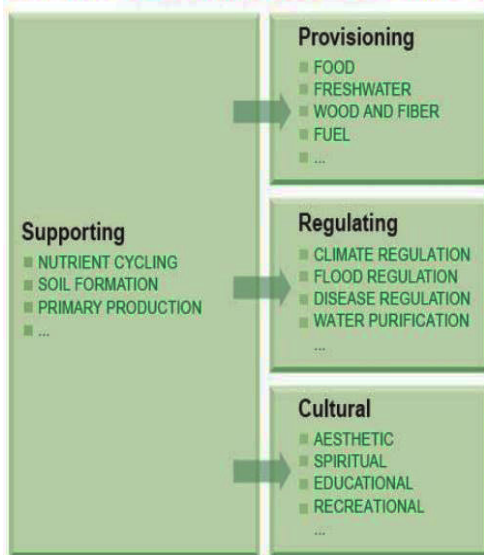 Supporting
NUTRIENT CYCLING
SOIL FORMATION
PRIMARY PRODUCTION
...
Provisioning
FOOD
FRESHWATER
WOOD AND FIBER
FUEL
...
Regulating
CLIMATE REGULATION
FLOOD REGULATION
DISEASE REGULATION
WATER PURIFICATION
...
Cultural
AESTHETIC
SPIRITUAL
EDUCATIONAL
RECREATIONAL
...